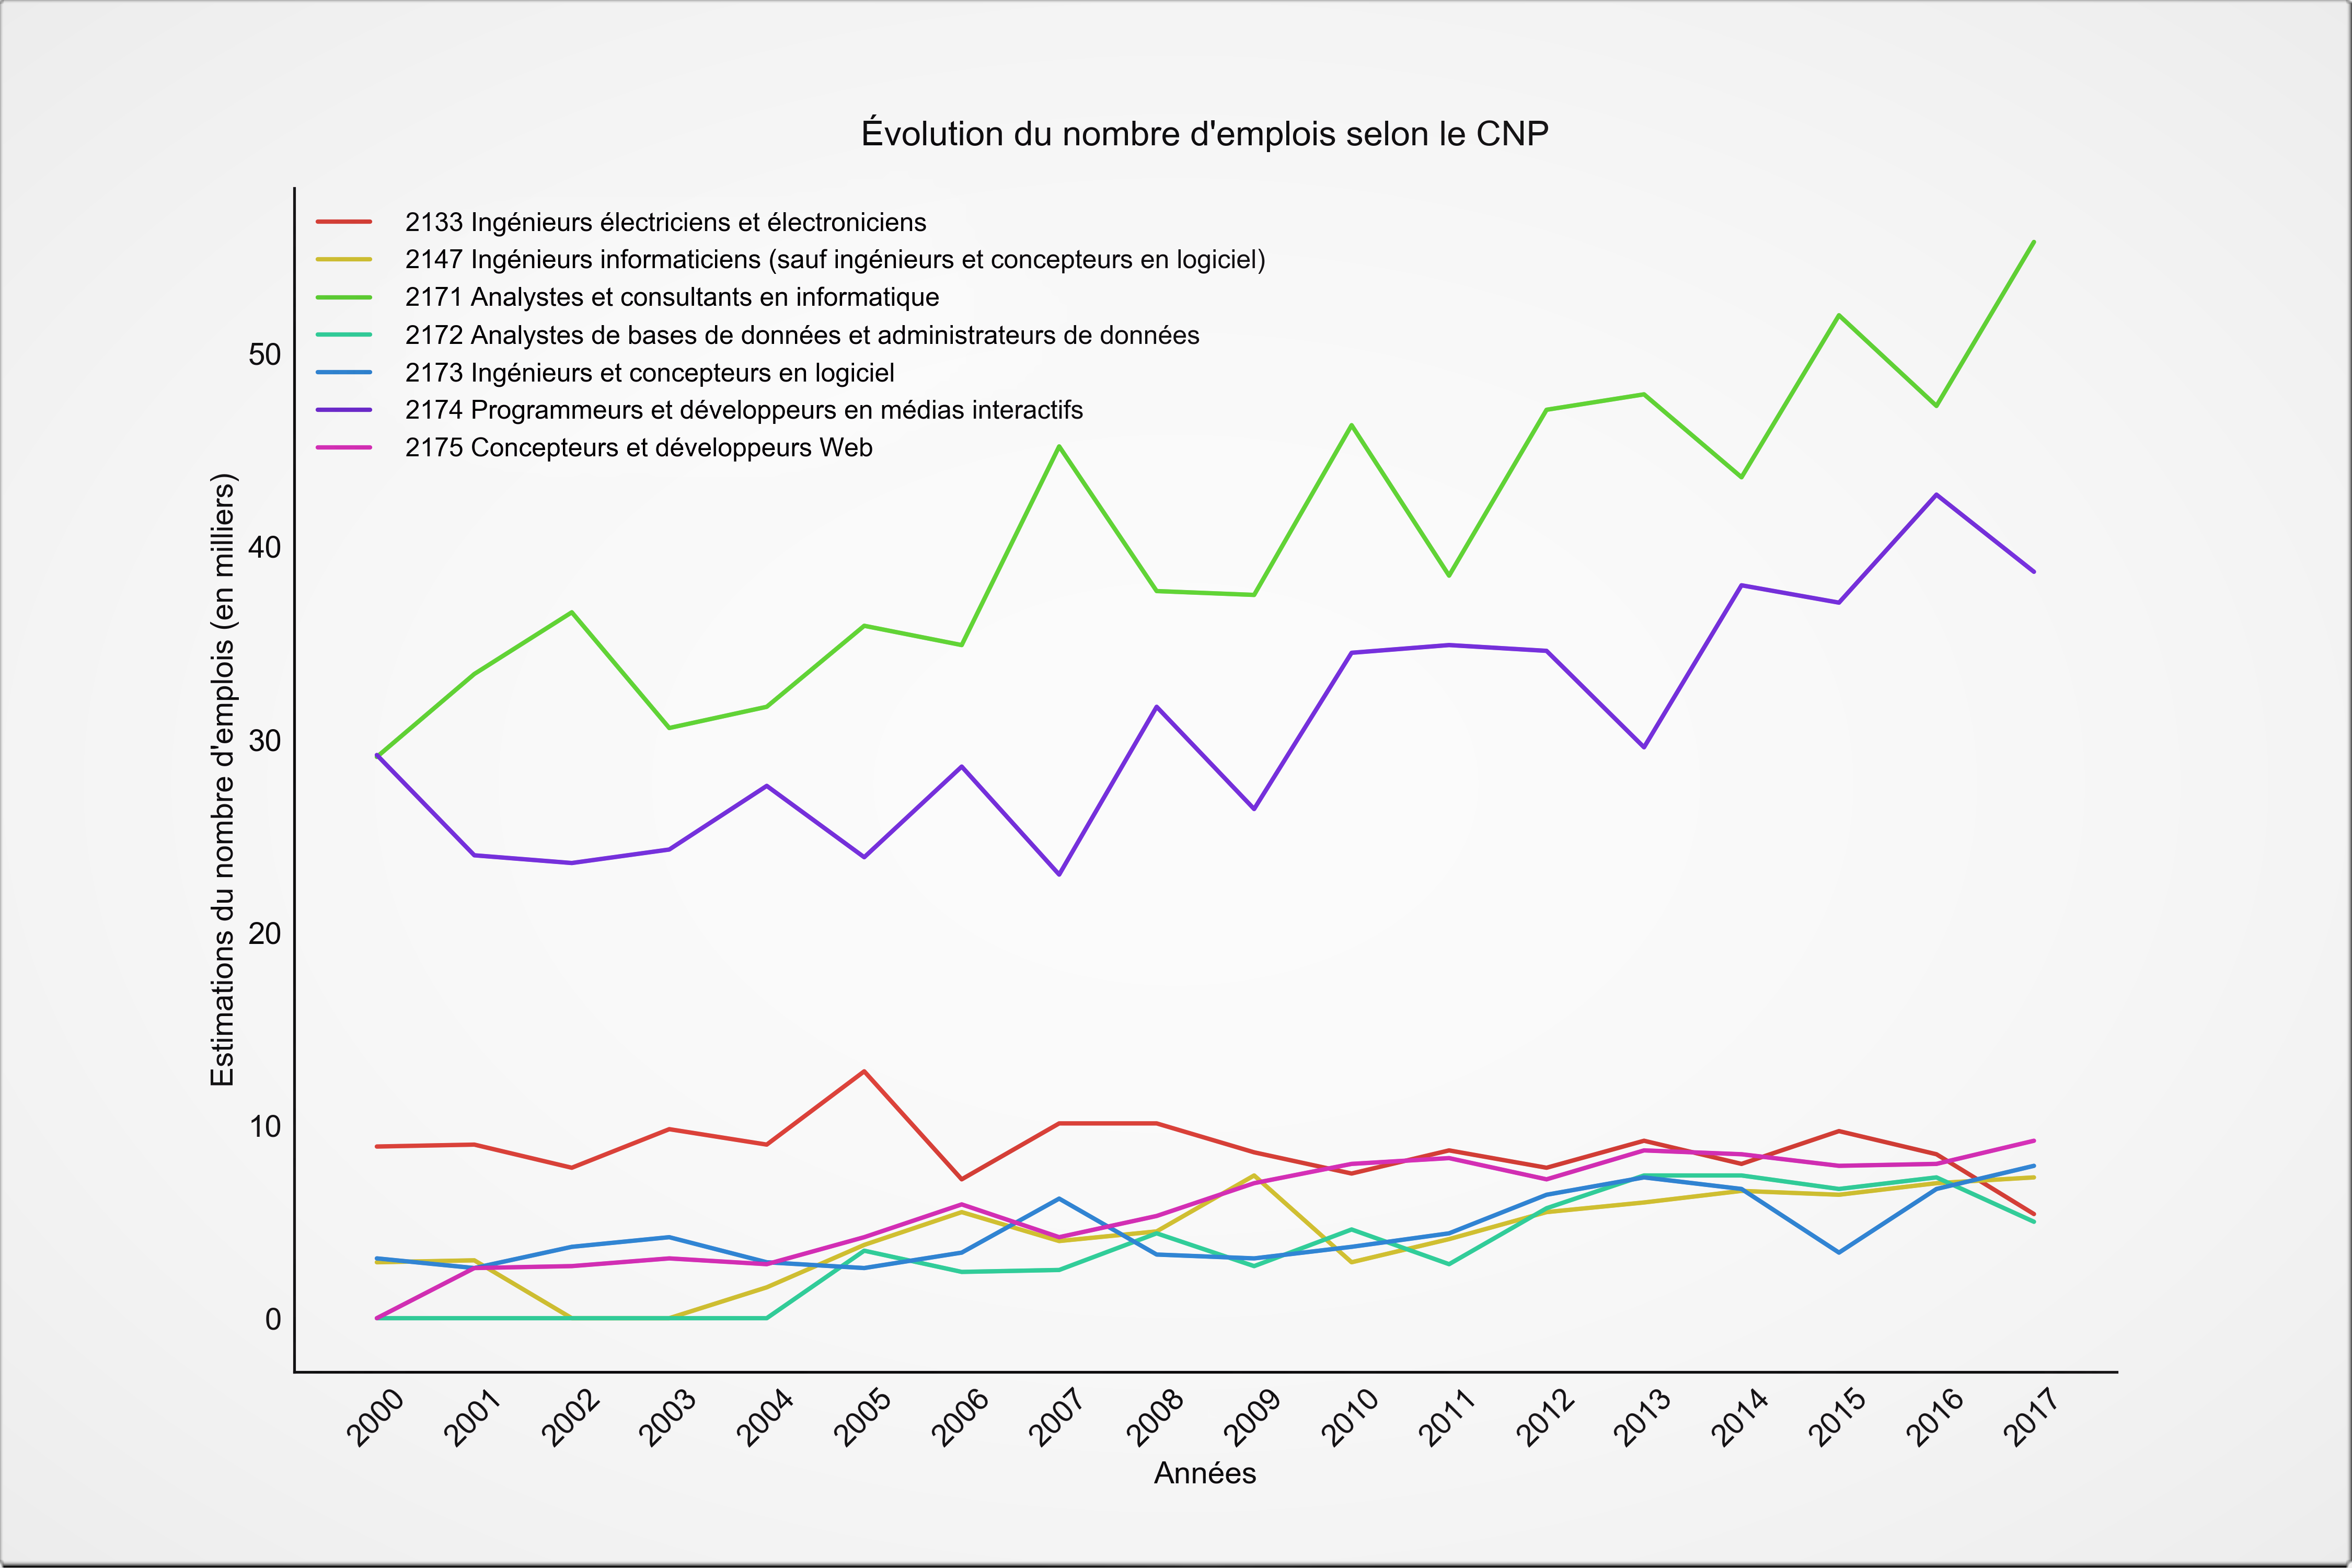 Évolution du nombre d'emplois selon le CNP
2133 Ingénieurs électriciens et électroniciens
2147 Ingénieurs informaticiens (sauf ingénieurs et concepteurs en logiciel)
2171 Analystes et consultants en informatique
2172 Analystes de bases de données et administrateurs de données
2173 Ingénieurs et concepteurs en logiciel
2174 Programmeurs et développeurs en médias interactifs
2175 Concepteurs et développeurs Web
Estimations du nombre d'emplois (en milliers)
50
40
30
20
10
0
2000 2001 2002 2003 2004 2005 2006 2007 2008 2009 2010 2011 2012 2013 2014 2015 2016 2017
Années